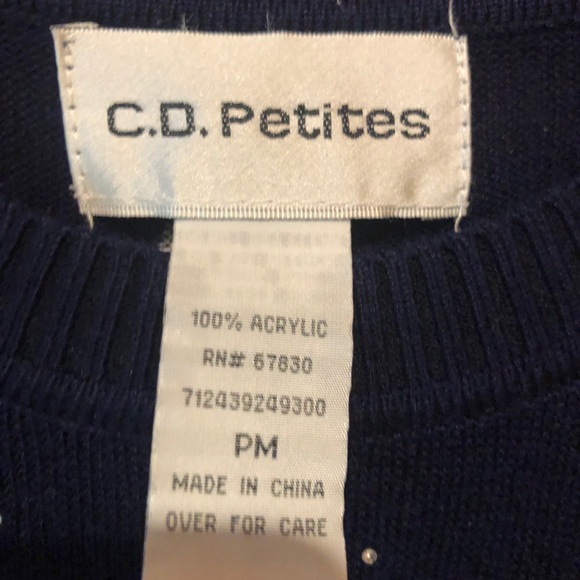 C.D. Petites
100% ACRYLIC
RN# 67830
712439249300
PM
MADE IN CHINA
OVER FOR CARE